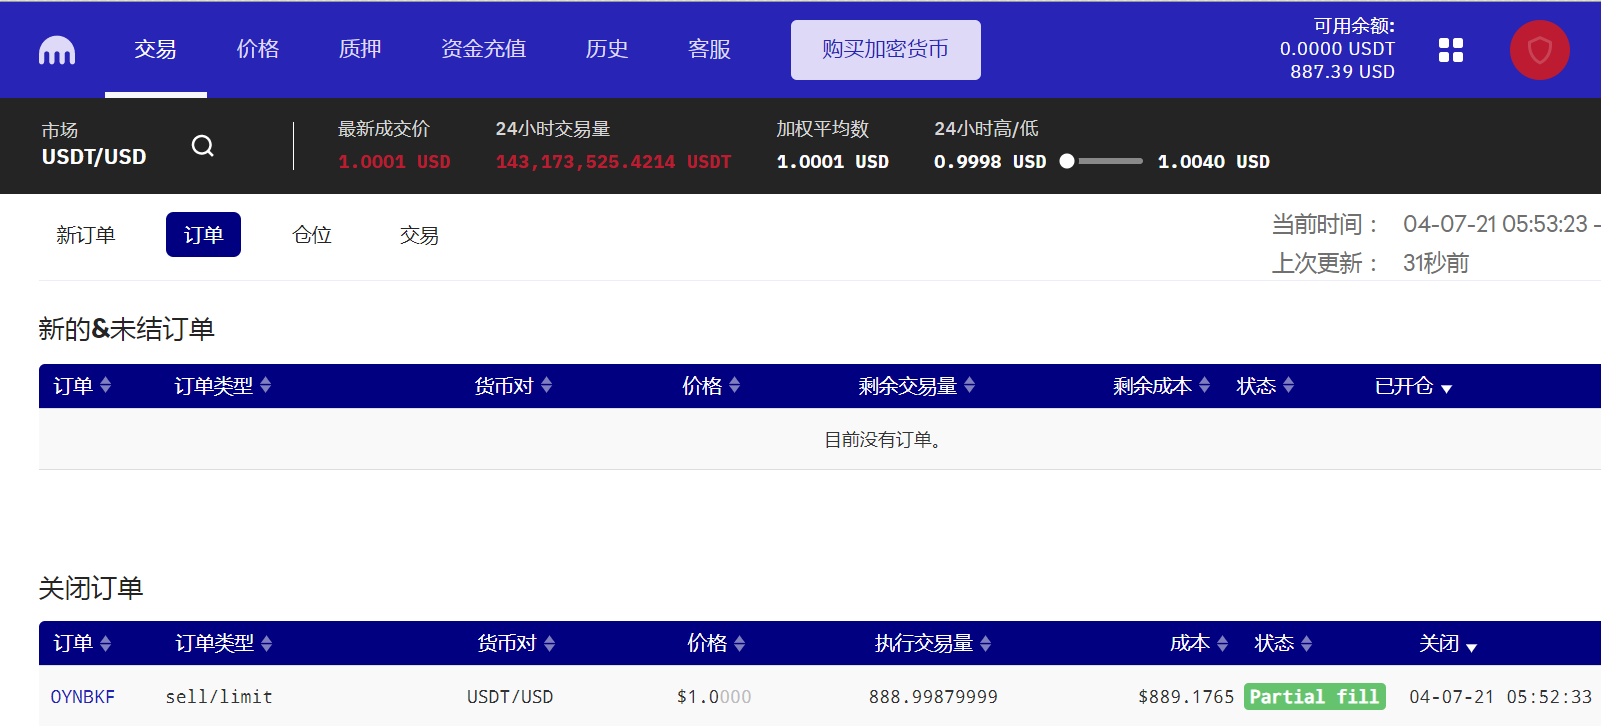 交易 价格 质押 资金充值 历史 客服 购买加密货币
可用余额:
0.0000 USDT
887.39 USD
市场
USDT/USD
最新成交价 24小时交易量 加权平均数 24小时高/低
1.0001 USD 143,173,525.4214 USDT 1.0001 USD 0.9998 USD 1.0040 USD
新订单 订单 仓位 交易
当前时间： 04-07-21 05:53:23 -
上次更新： 31秒前
新的&未结订单
订单 订单类型 货币对 价格 剩余交易量 剩余成本 状态 已开仓
目前没有订单。
关闭订单
订单 订单类型 货币对 价格 执行交易量 成本 状态 关闭
OYNBKF sell/limit USDT/USD $1.0000 888.99879999 $889.1765 Partial fill 04-07-21 05:52:33